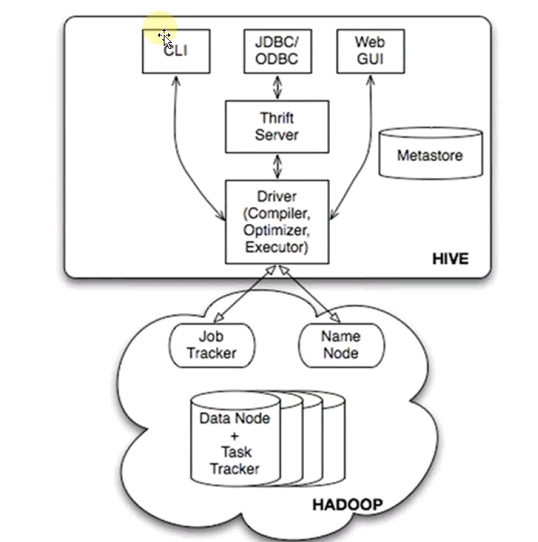 CLI
JDBC/
ODBC
Web
GUI
Thrift
Server
Metastore
Driver
(Compiler,
Optimizer,
Executor)
HIVE
Job
Tracker
Name
Node
Data Node
+
Task
Tracker
HADOOP